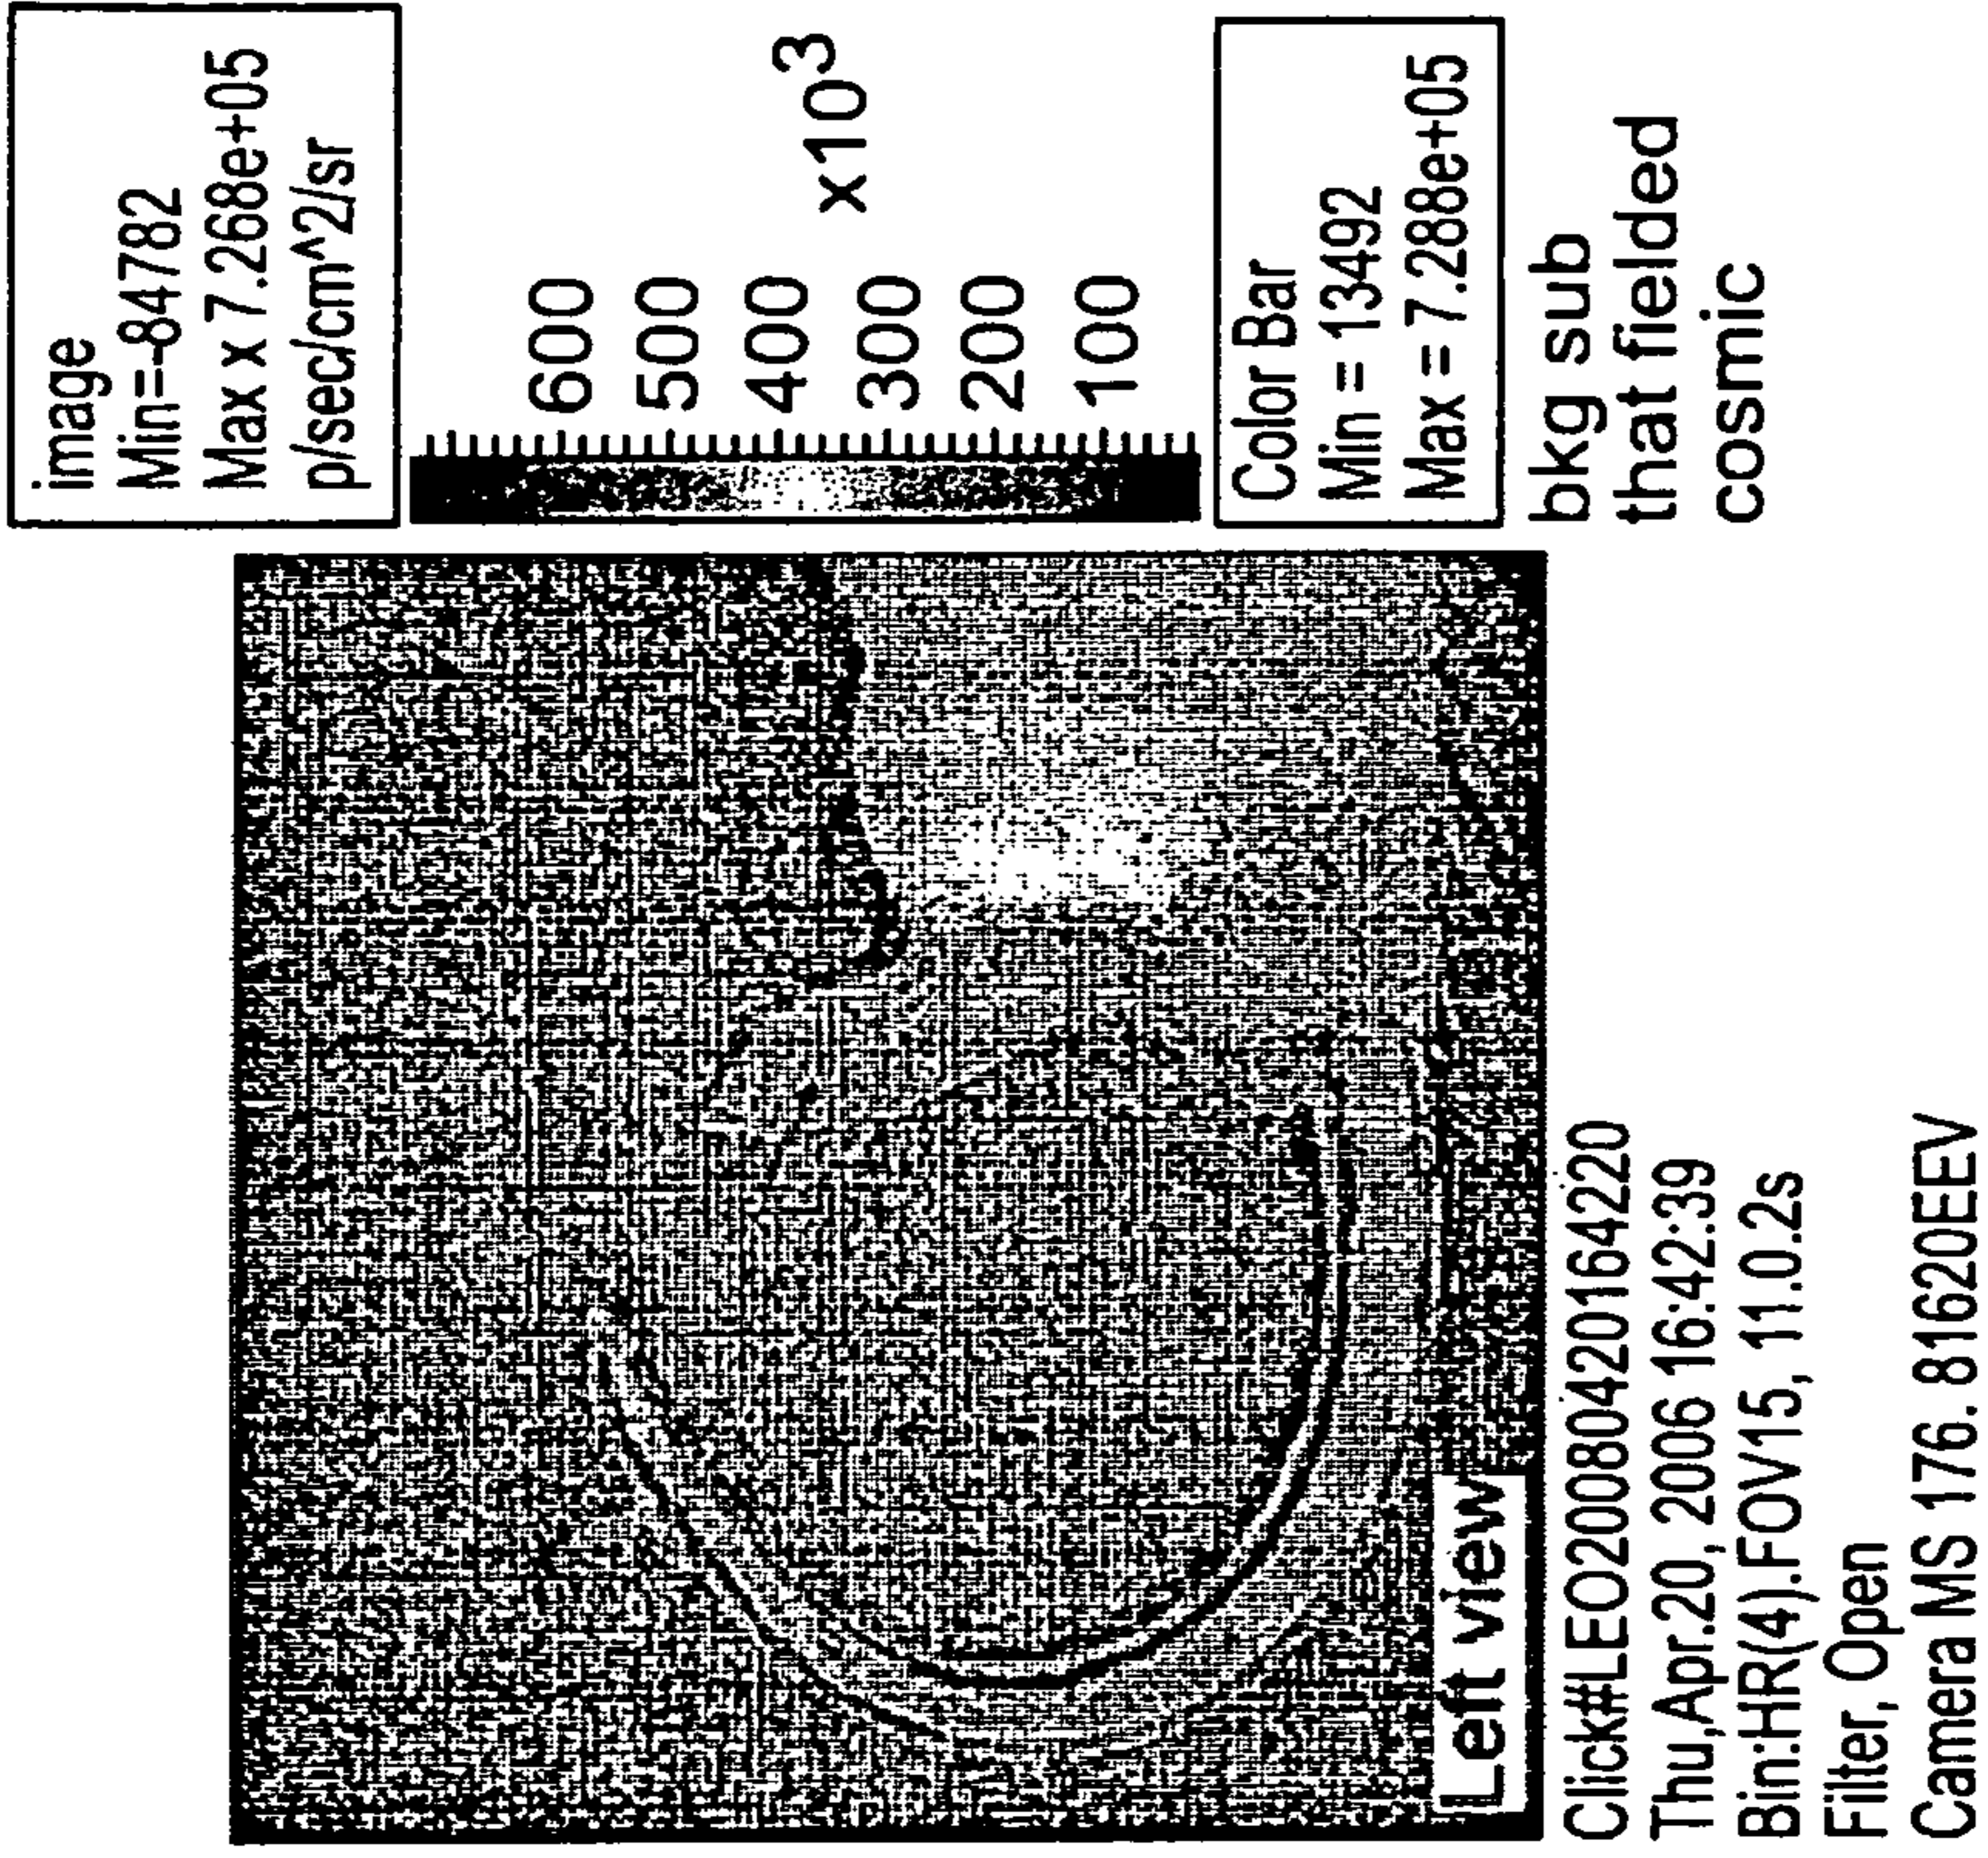 image
Min=-84782
Max x 7.268e+05
p/sec/cm^2/sr
600
500
400
300
200
100
x10³
Color Bar
Min = 13492
Max = 7.288e+05
bkg sub
that fielded
cosmic
Left view
Click#LEO20080420164220
Thu,Apr.20, 2006 16:42:39
Bin:HR(4).FOV15, 11.0.2s
Filter, Open
Camera MS 176. 81620EEV